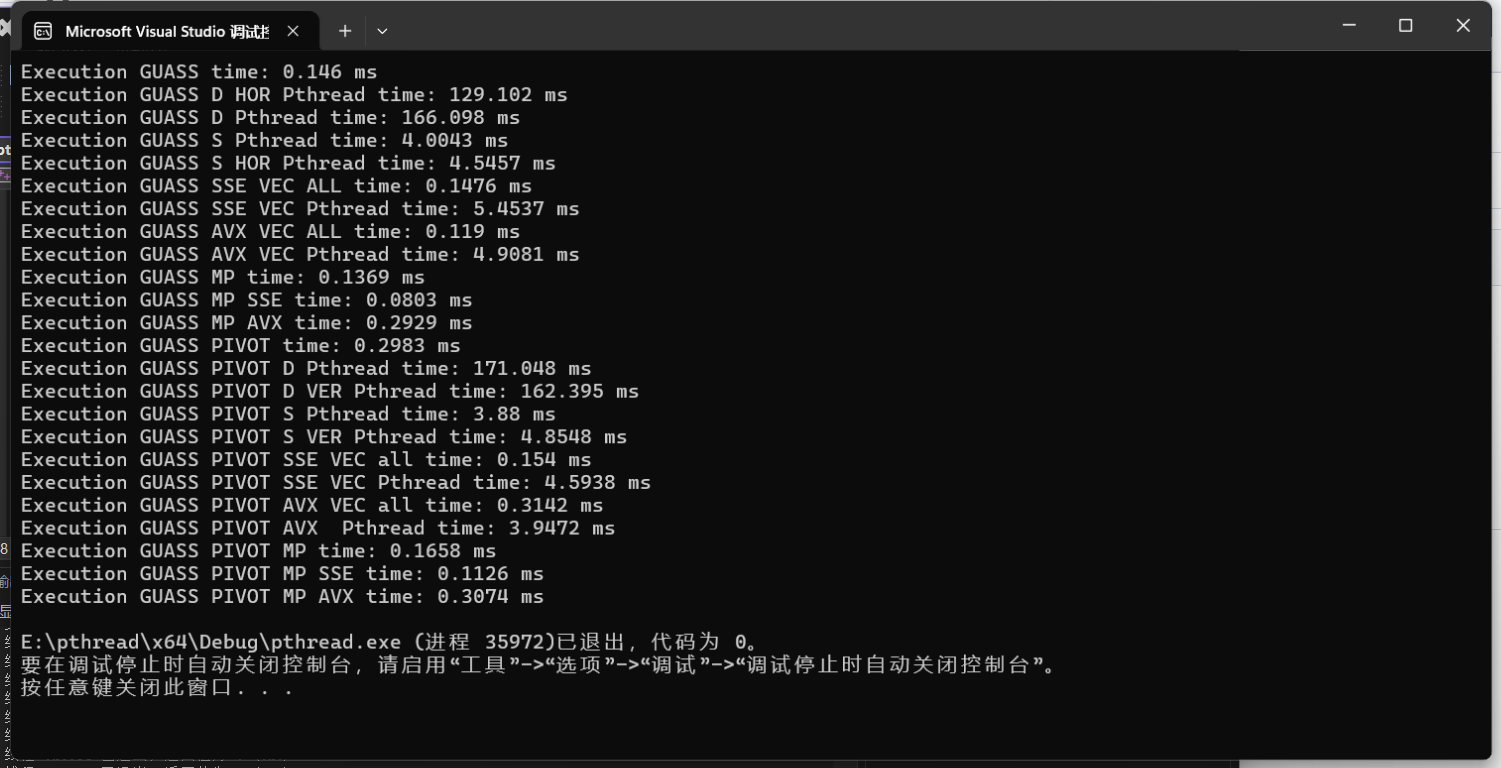 Microsoft Visual Studio 调试控
Execution GUASS time: 0.146 ms
Execution GUASS D HOR Pthread time: 129.102 ms
Execution GUASS D Pthread time: 166.098 ms
Execution GUASS S Pthread time: 4.0043 ms
Execution GUASS S HOR Pthread time: 4.5457 ms
Execution GUASS SSE VEC ALL time: 0.1476 ms
Execution GUASS SSE VEC Pthread time: 5.4537 ms
Execution GUASS AVX VEC ALL time: 0.119 ms
Execution GUASS AVX VEC Pthread time: 4.9081 ms
Execution GUASS MP time: 0.1369 ms
Execution GUASS MP SSE time: 0.0803 ms
Execution GUASS MP AVX time: 0.2929 ms
Execution GUASS PIVOT time: 0.2983 ms
Execution GUASS PIVOT D Pthread time: 171.048 ms
Execution GUASS PIVOT D VER Pthread time: 162.395 ms
Execution GUASS PIVOT S Pthread time: 3.88 ms
Execution GUASS PIVOT S VER Pthread time: 4.8548 ms
Execution GUASS PIVOT SSE VEC all time: 0.154 ms
Execution GUASS PIVOT SSE VEC Pthread time: 4.5938 ms
Execution GUASS PIVOT AVX VEC all time: 0.3142 ms
Execution GUASS PIVOT AVX  Pthread time: 3.9472 ms
Execution GUASS PIVOT MP time: 0.1658 ms
Execution GUASS PIVOT MP SSE time: 0.1126 ms
Execution GUASS PIVOT MP AVX time: 0.3074 ms
E:\pthread\x64\Debug\pthread.exe (进程 35972)已退出，代码为 0。
要在调试停止时自动关闭控制台，请启用“工具”->“选项”->“调试”->“调试停止时自动关闭控制台”。
按任意键关闭此窗口. . .